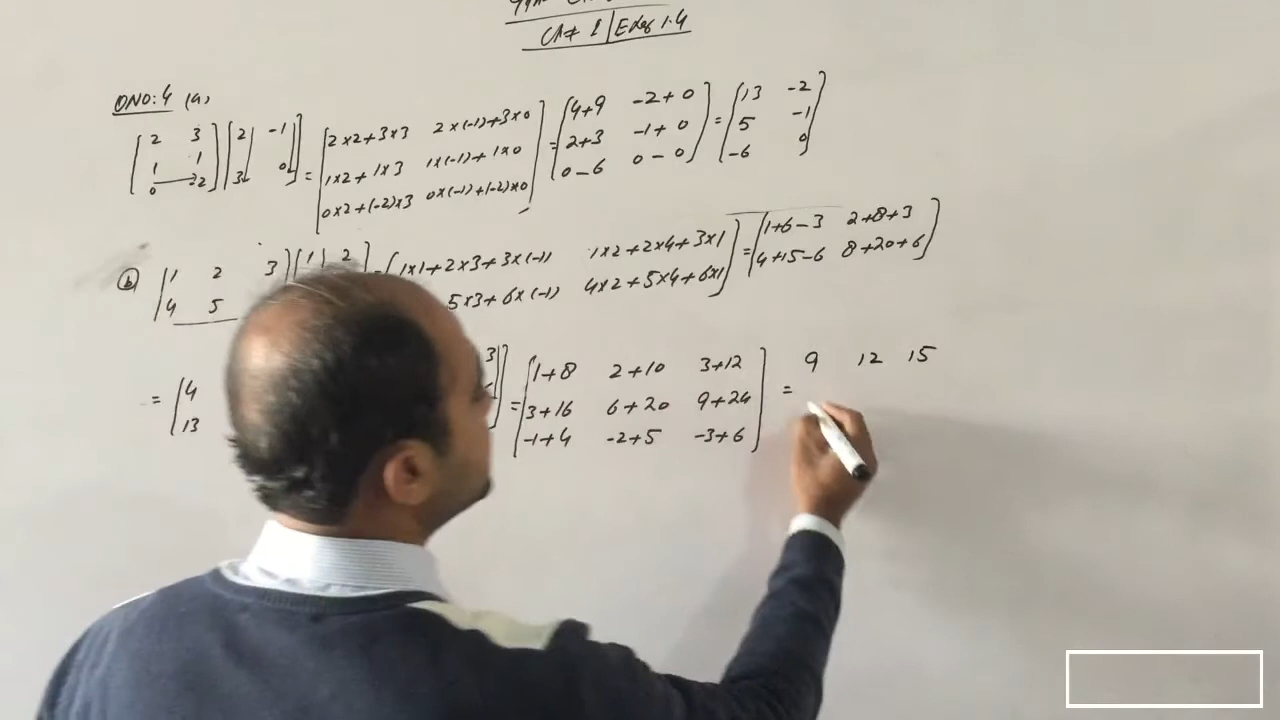 Ch# 1 | Exe 1.4
QNO:4 (a)
[2 3] [2 -1] = [2×2+3×3 2×(-1)+3×0] = [4+9 -2+0] = [13 -2]
[1 1] [3 0] [1×2+1×3 1×(-1)+1×0] [2+3 -1+0] [5 -1]
[0 -2] [0×2+(-2)×3 0×(-1)+(-2)×0] [0-6 0-0] [-6 0]
(b) [1 2 3] [1 2] = [1×1+2×3+3×(-1) 1×2+2×4+3×1] = [1+6-3 2+8+3]
[4 5 5×3+6×(-1) 4×2+5×4+6×1] [4+15-6 8+20+6]
= [4 3] = [1+8 2+10 3+12] = 9 12 15
[13 [3+16 6+20 9+24]
[-1+4 -2+5 -3+6]